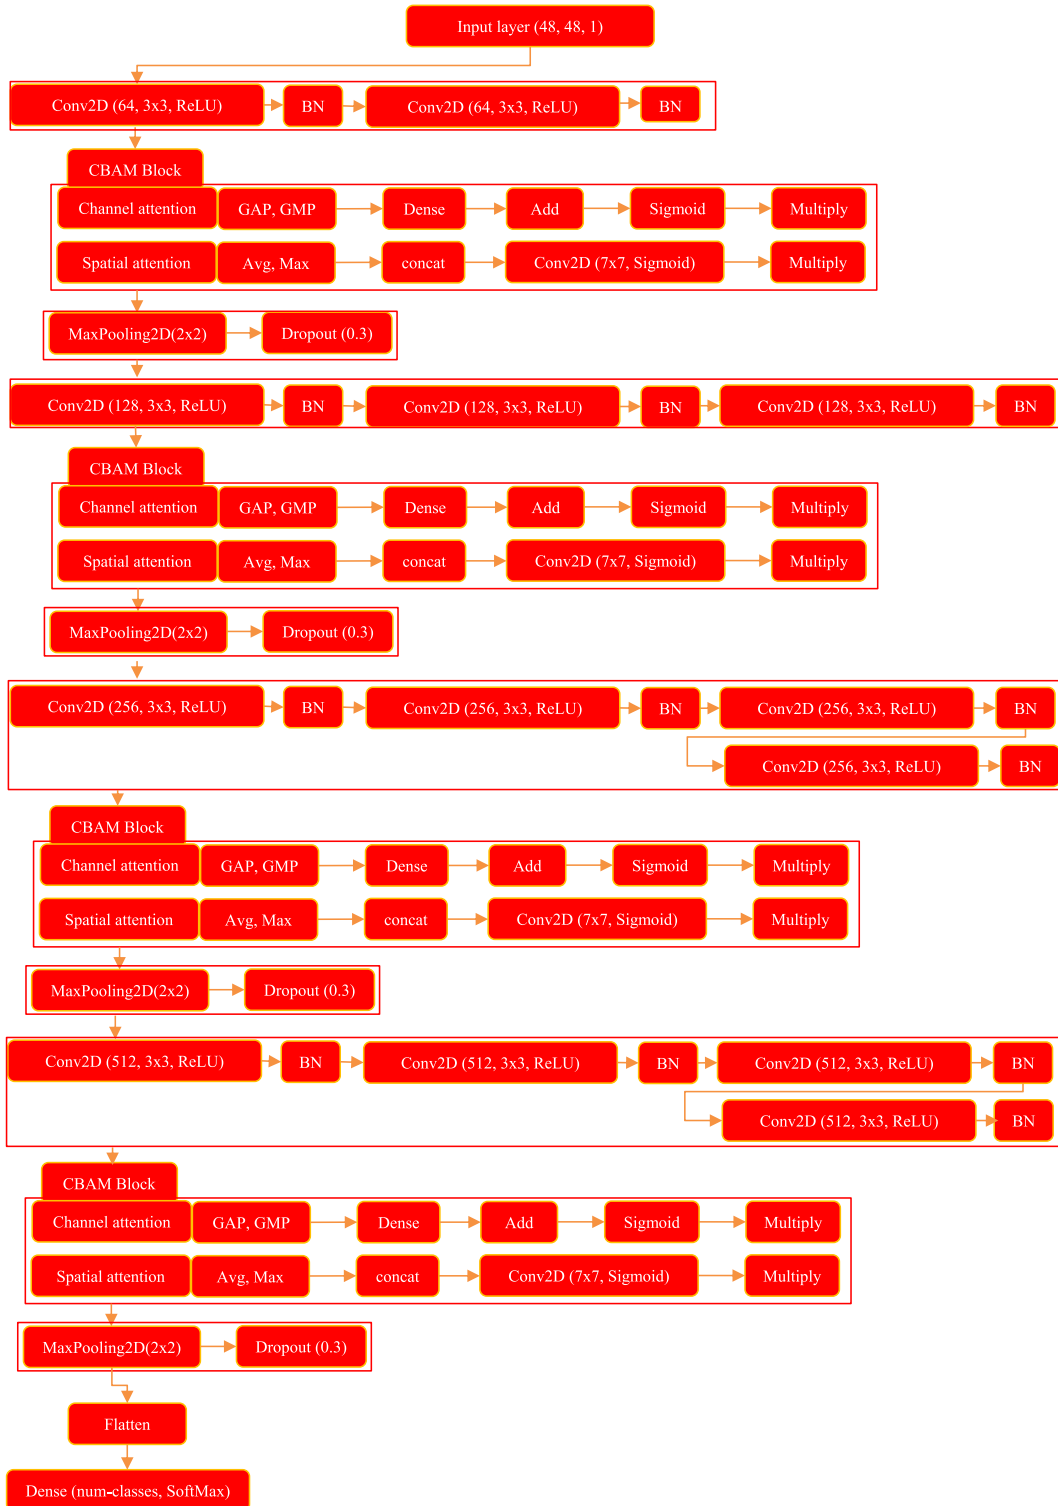 Input layer (48, 48, 1)
Conv2D (64, 3x3, ReLU) BN Conv2D (64, 3x3, ReLU) BN
CBAM Block
Channel attention GAP, GMP Dense Add Sigmoid Multiply
Spatial attention Avg, Max concat Conv2D (7x7, Sigmoid) Multiply
MaxPooling2D(2x2) Dropout (0.3)
Conv2D (128, 3x3, ReLU) BN Conv2D (128, 3x3, ReLU) BN Conv2D (128, 3x3, ReLU) BN
CBAM Block
Channel attention GAP, GMP Dense Add Sigmoid Multiply
Spatial attention Avg, Max concat Conv2D (7x7, Sigmoid) Multiply
MaxPooling2D(2x2) Dropout (0.3)
Conv2D (256, 3x3, ReLU) BN Conv2D (256, 3x3, ReLU) BN Conv2D (256, 3x3, ReLU) BN
Conv2D (256, 3x3, ReLU) BN
CBAM Block
Channel attention GAP, GMP Dense Add Sigmoid Multiply
Spatial attention Avg, Max concat Conv2D (7x7, Sigmoid) Multiply
MaxPooling2D(2x2) Dropout (0.3)
Conv2D (512, 3x3, ReLU) BN Conv2D (512, 3x3, ReLU) BN Conv2D (512, 3x3, ReLU) BN
Conv2D (512, 3x3, ReLU) BN
CBAM Block
Channel attention GAP, GMP Dense Add Sigmoid Multiply
Spatial attention Avg, Max concat Conv2D (7x7, Sigmoid) Multiply
MaxPooling2D(2x2) Dropout (0.3)
Flatten
Dense (num-classes, SoftMax)